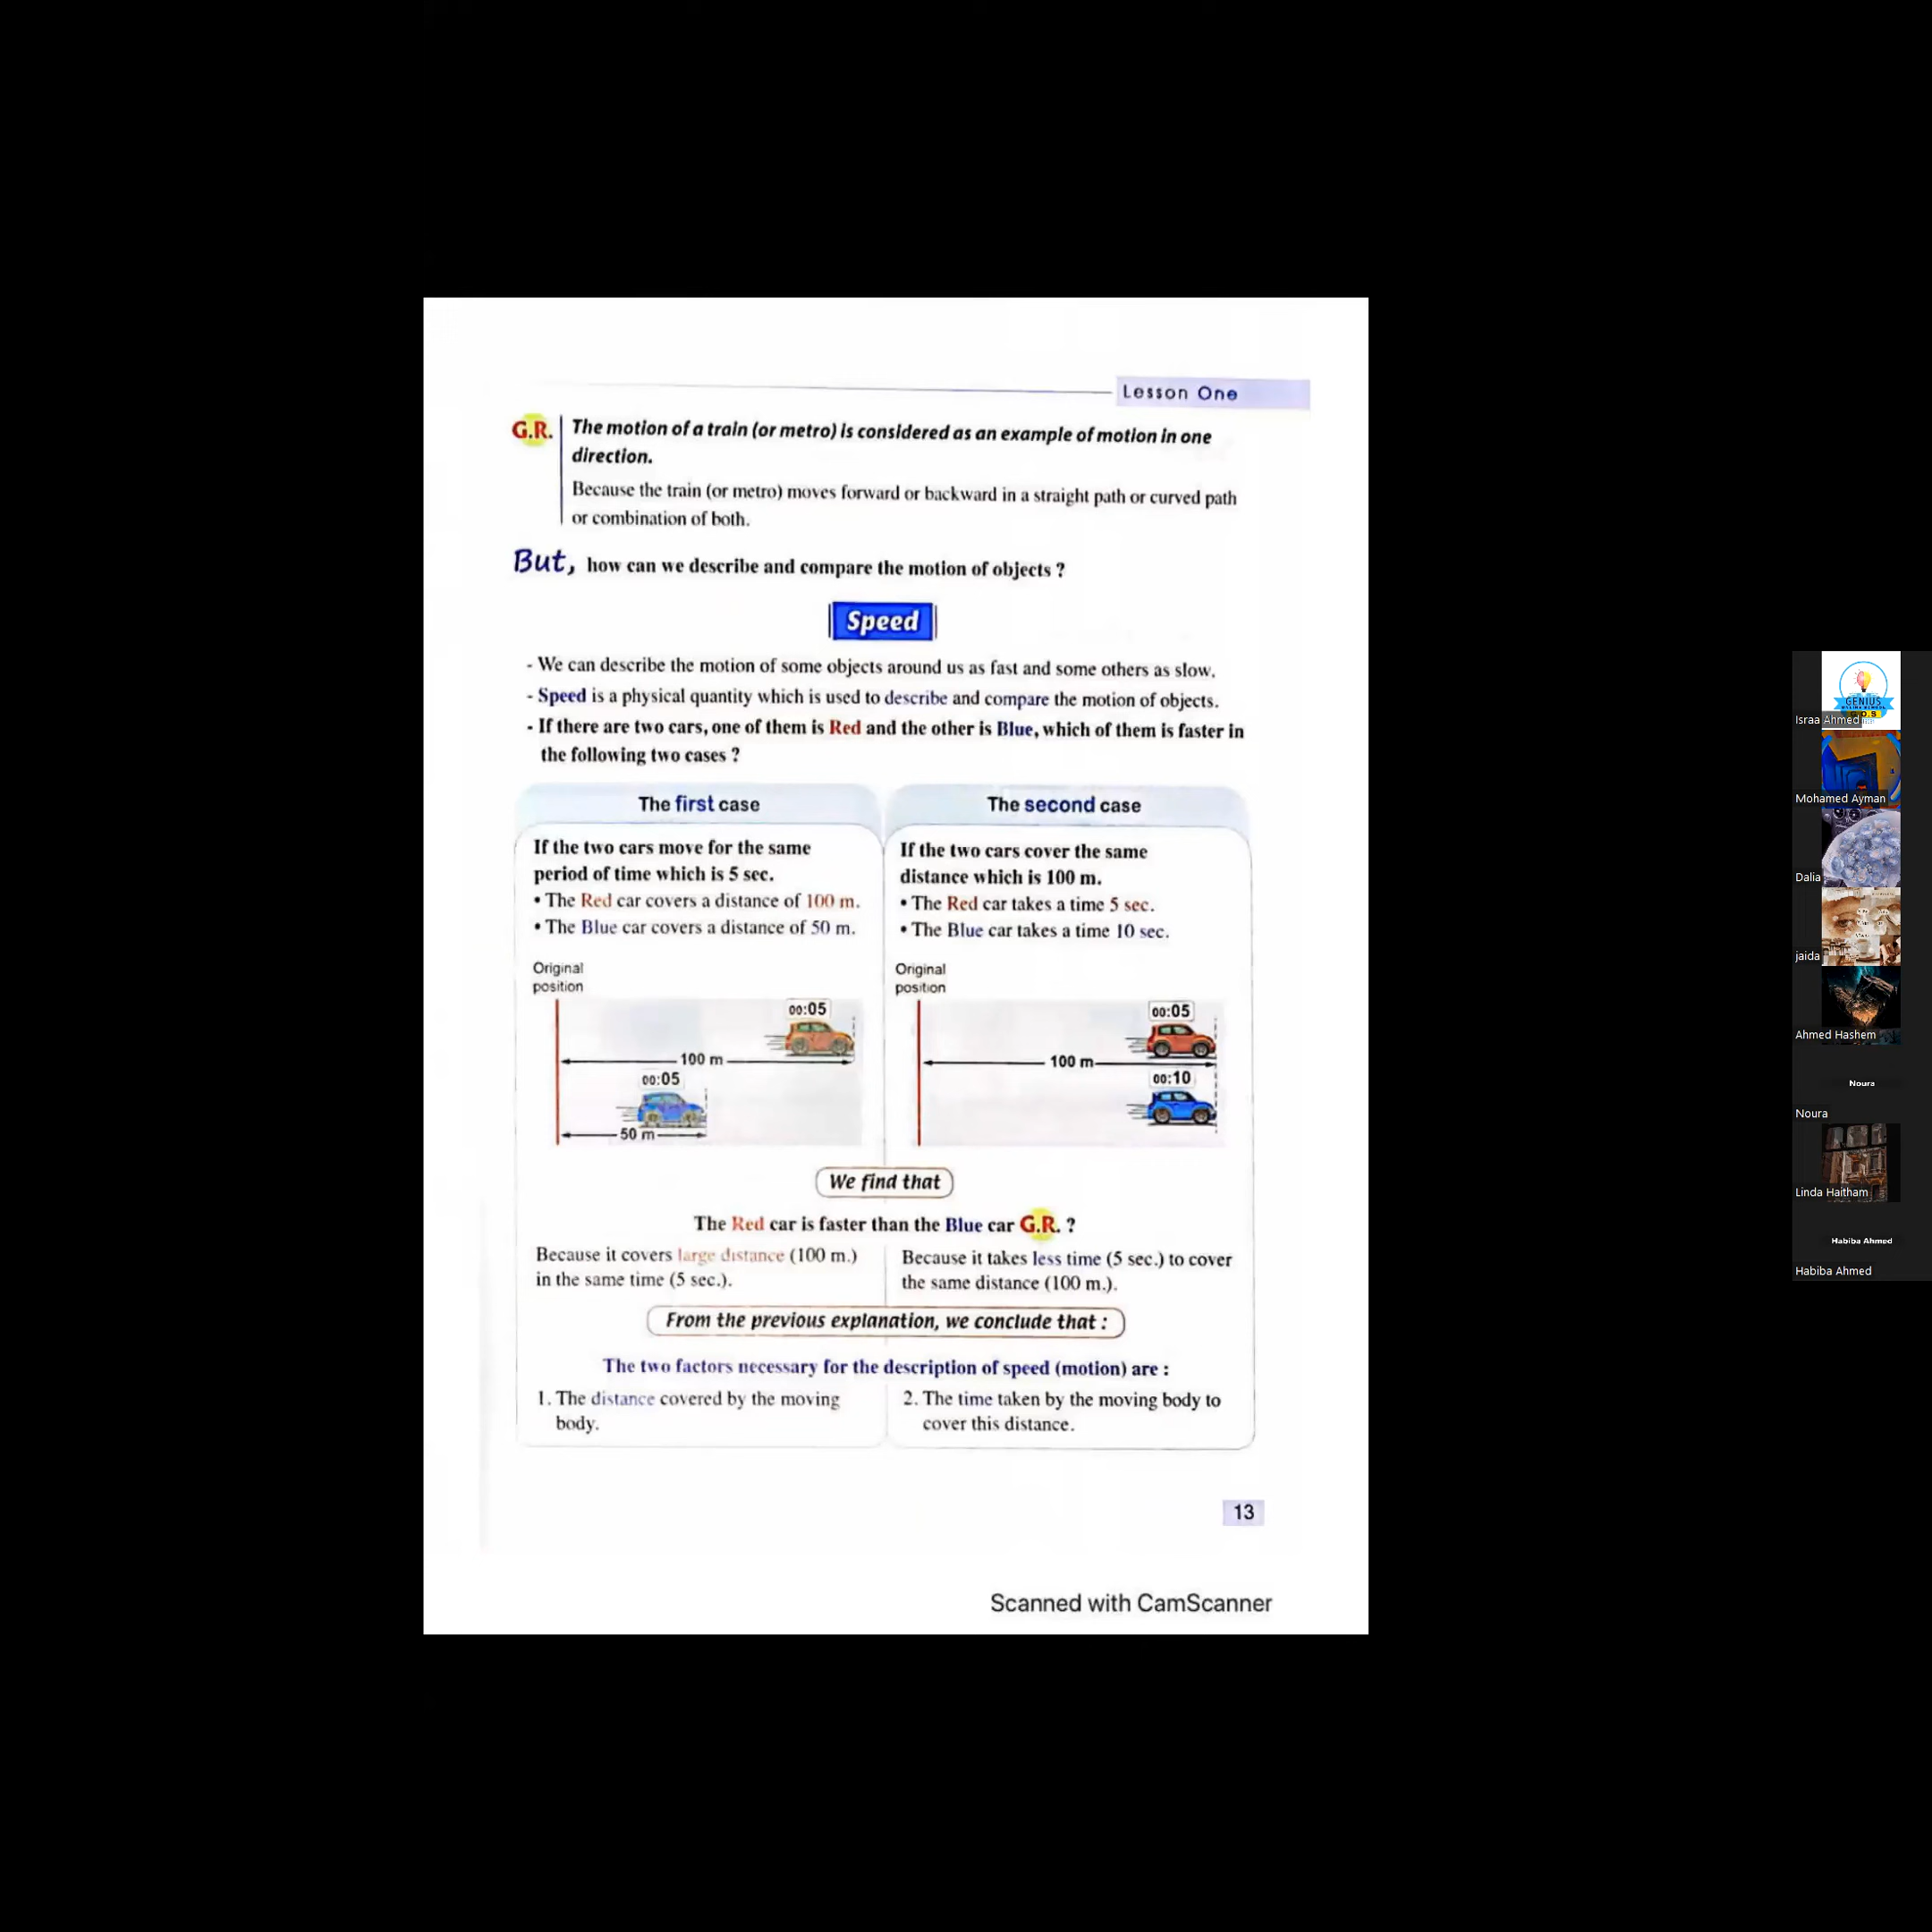 Lesson One
G.R. The motion of a train (or metro) is considered as an example of motion in one
direction.
Because the train (or metro) moves forward or backward in a straight path or curved path
or combination of both.
But, how can we describe and compare the motion of objects ?
Speed
- We can describe the motion of some objects around us as fast and some others as slow.
- Speed is a physical quantity which is used to describe and compare the motion of objects.
- If there are two cars, one of them is Red and the other is Blue, which of them is faster in
the following two cases ?
The first case
If the two cars move for the same
period of time which is 5 sec.
• The Red car covers a distance of 100 m.
• The Blue car covers a distance of 50 m.
Original
position
00:05
100 m
00:05
50 m
The second case
If the two cars cover the same
distance which is 100 m.
• The Red car takes a time 5 sec.
• The Blue car takes a time 10 sec.
Original
position
00:05
100 m
00:10
We find that
The Red car is faster than the Blue car G.R. ?
Because it covers large distance (100 m.)
in the same time (5 sec.).
Because it takes less time (5 sec.) to cover
the same distance (100 m.).
From the previous explanation, we conclude that :
The two factors necessary for the description of speed (motion) are :
1. The distance covered by the moving
body.
2. The time taken by the moving body to
cover this distance.
13
Scanned with CamScanner
GENIUS
Israa Ahmed
Mohamed Ayman
Dalia
jaida
Ahmed Hashem
Noura
Noura
Linda Haitham
Habiba Ahmed
Habiba Ahmed